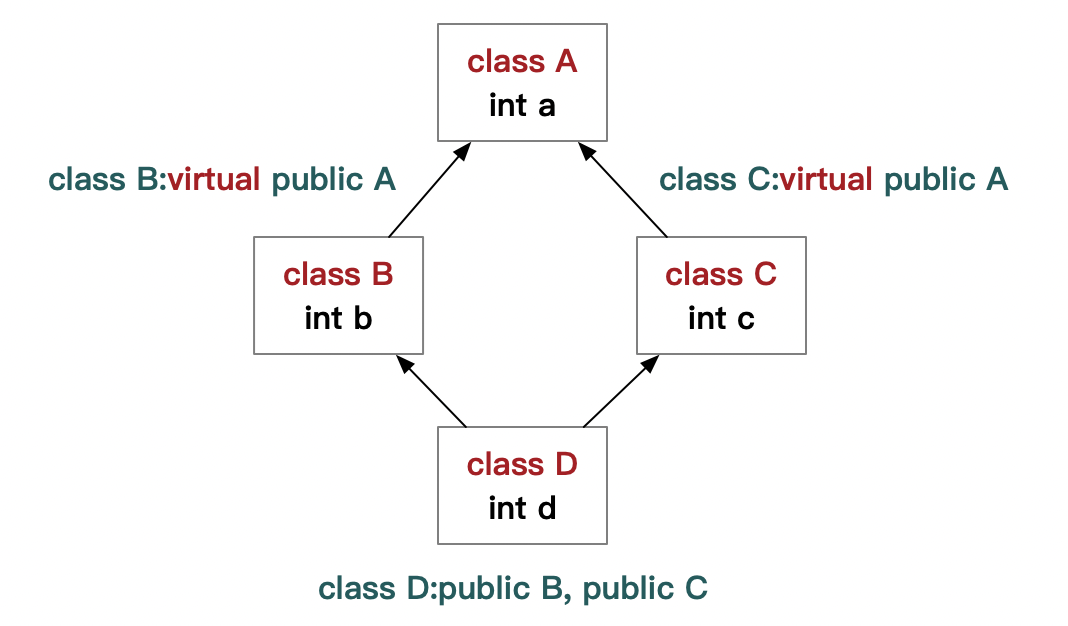 class A
int a
class B:virtual public A
class C:virtual public A
class B
int b
class C
int c
class D
int d
class D:public B, public C